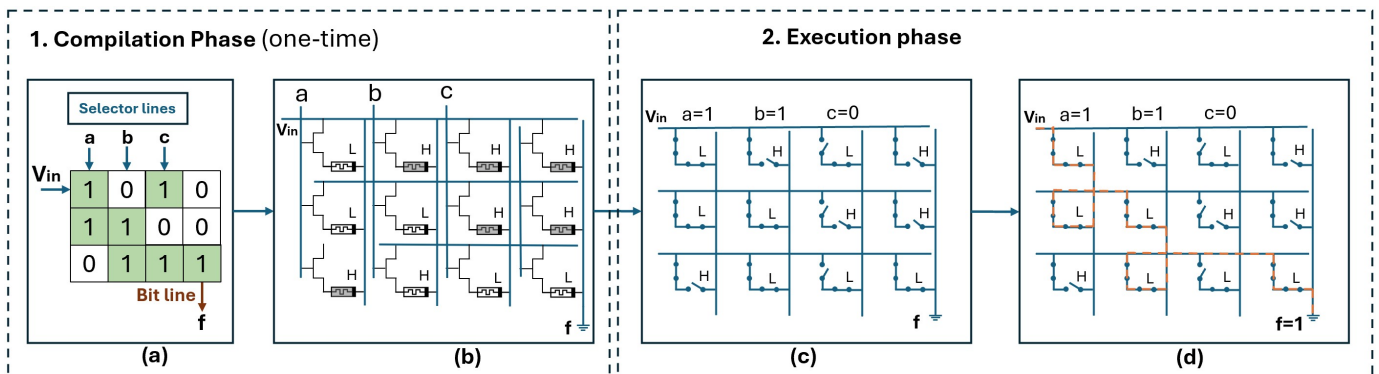 1. Compilation Phase (one-time)
2. Execution phase
Selector lines
a b c
Vin
1 0 1 0
1 1 0 0
0 1 1 1
Bit line
f
(a)
a b c
Vin
L H H H
L L H H
H H L L
f
(b)
Vin a=1 b=1 c=0
L H L H
L L H H
H L L L
f
(c)
Vin a=1 b=1 c=0
L H L H
L L H H
H L L L
f=1
(d)